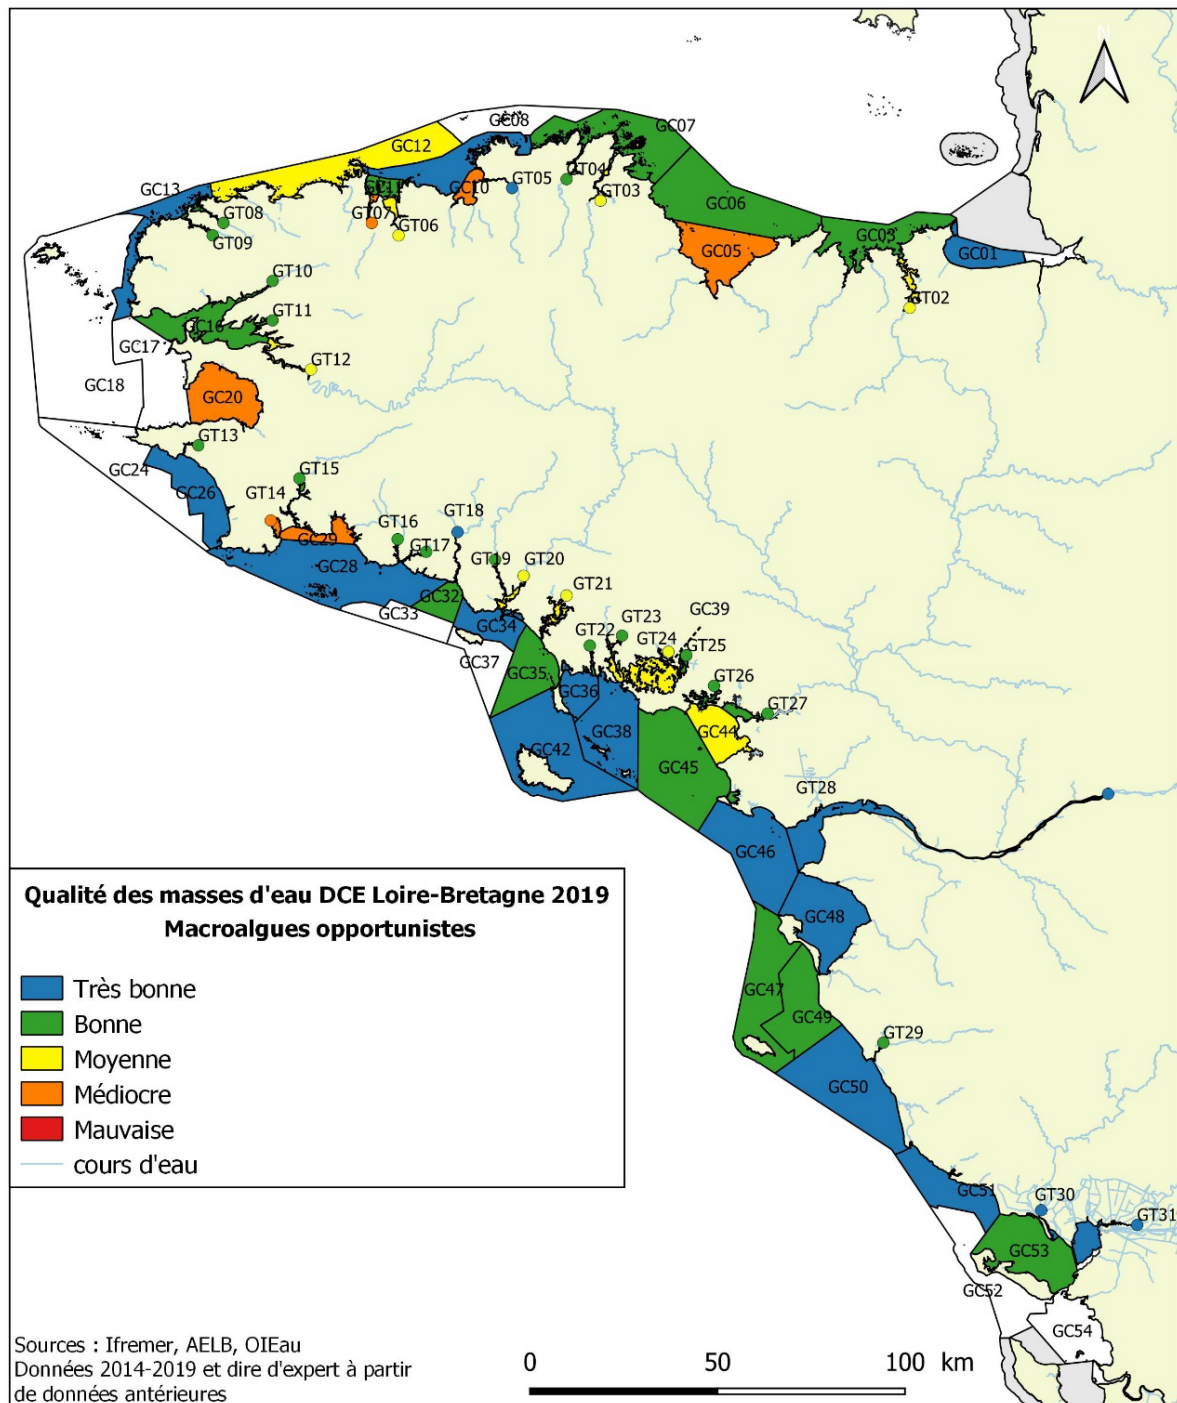 N
GC08
GC07
GC12
GC13
GC10
GT05
GT04
GT03
GC11
GT07
GT06
GT08
GT09
GC06
GC05
GC03
GC01
GT02
GT10
GT11
GC16
GC17
GT12
GC18
GC20
GT13
GC24
GC26
GT15
GT14
GC29
GT16
GT17
GT18
GC28
GT19
GT20
GC32
GC33
GC34
GT21
GC37
GC35
GT22
GT23
GC39
GT24
GT25
GC36
GT26
GT27
GC38
GC42
GC44
GC45
GT28
GC46
GC48
GC47
GC49
GT29
GC50
GC51
GT30
GT31
GC53
GC52
GC54
Qualité des masses d'eau DCE Loire-Bretagne 2019
Macroalgues opportunistes
Très bonne
Bonne
Moyenne
Médiocre
Mauvaise
cours d'eau
Sources : Ifremer, AELB, OIEau
Données 2014-2019 et dire d'expert à partir
de données antérieures
0 50 100 km